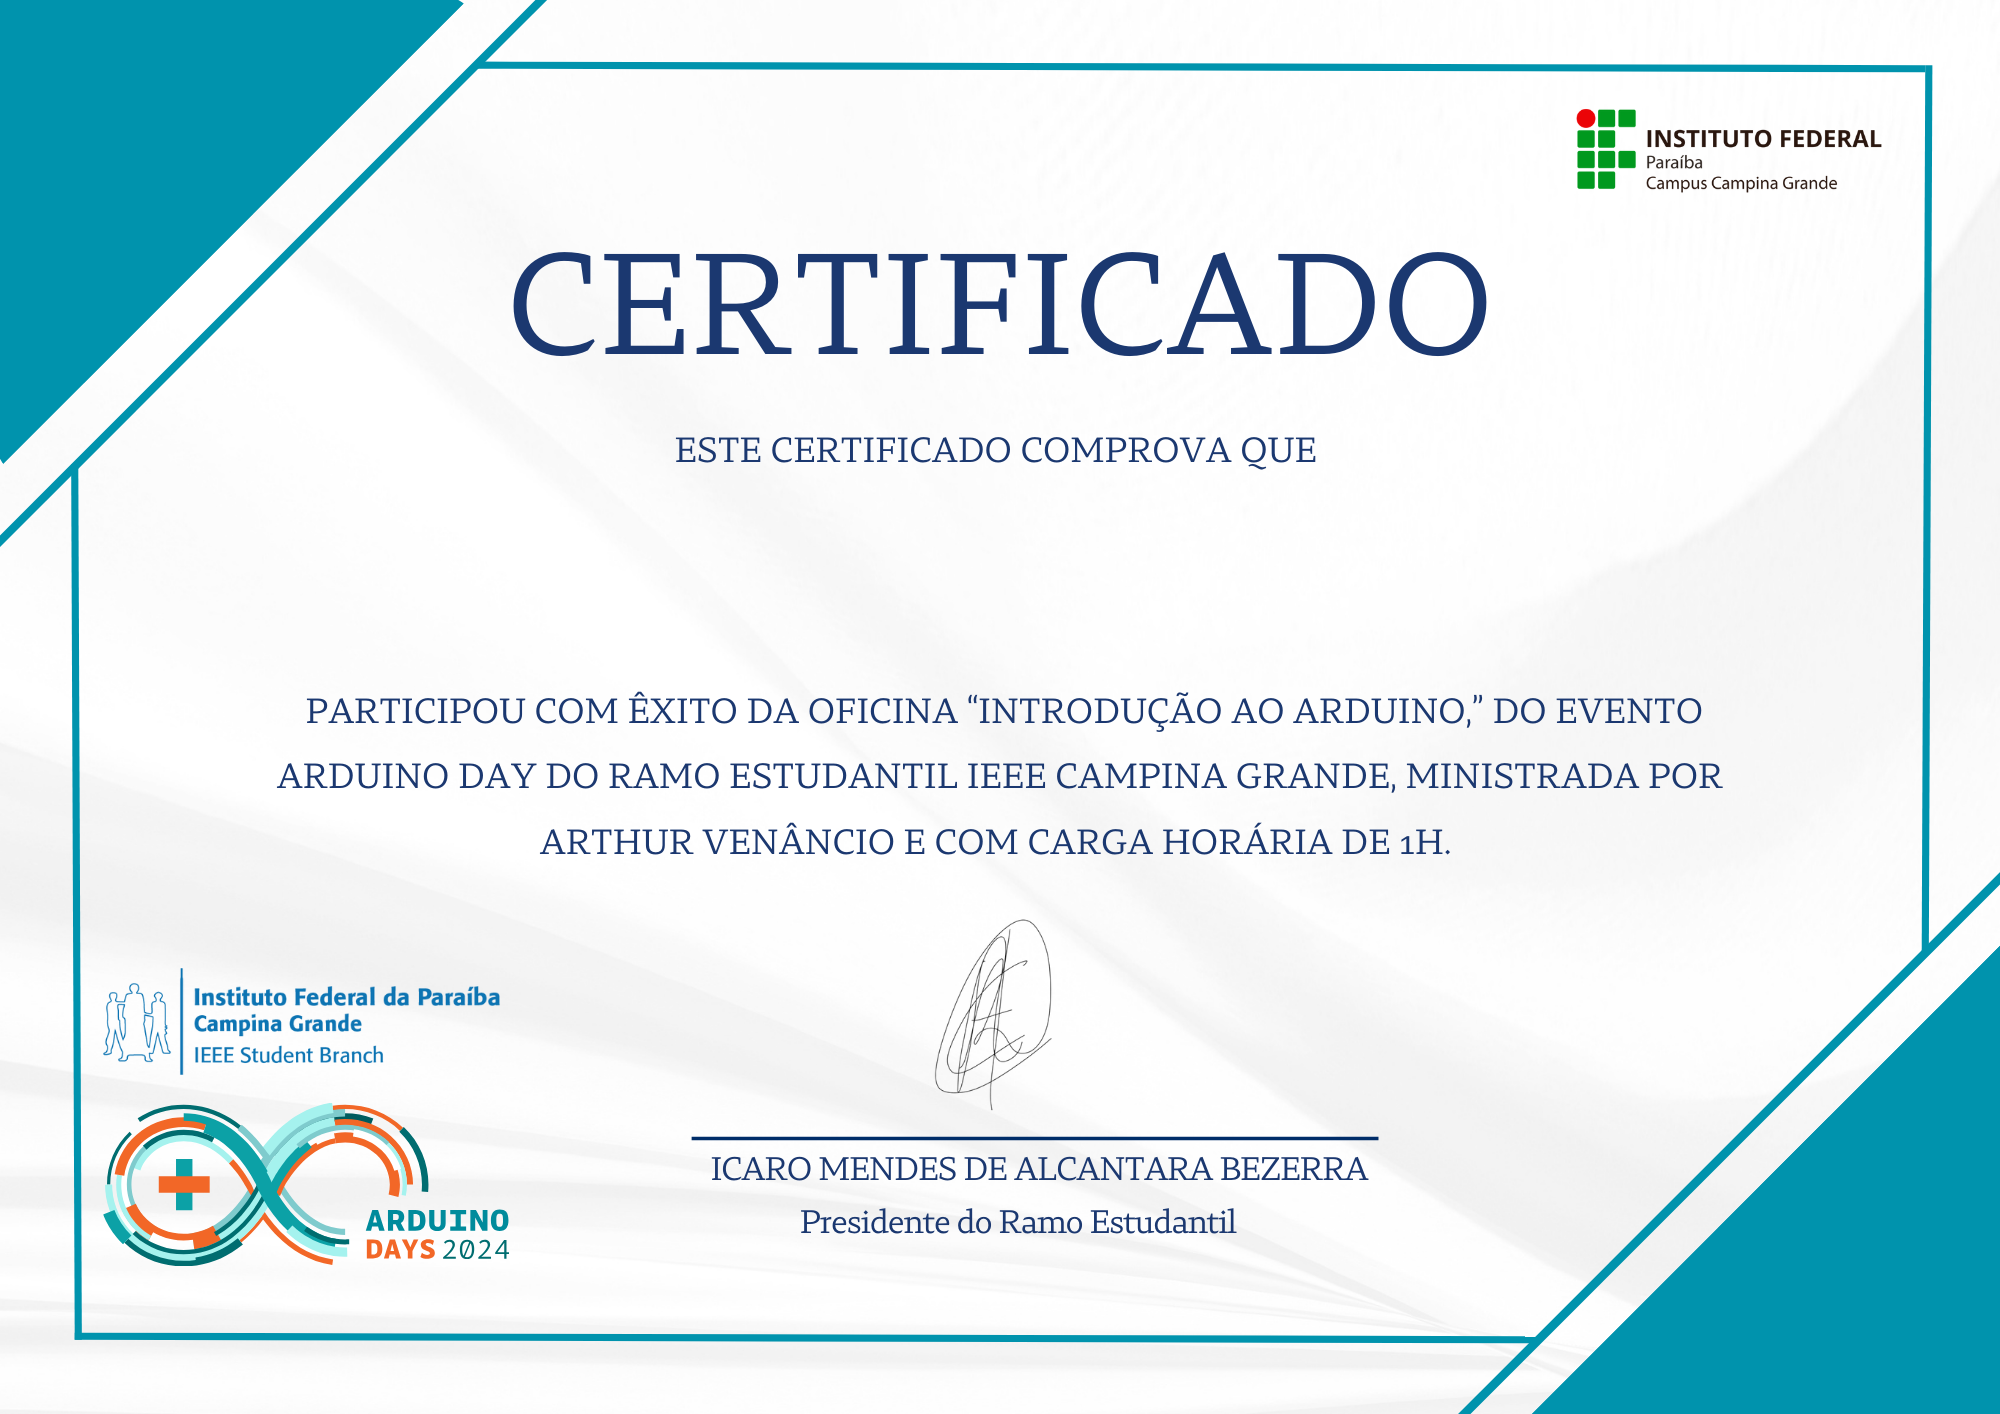 INSTITUTO FEDERAL
Paraíba
Campus Campina Grande
CERTIFICADO
ESTE CERTIFICADO COMPROVA QUE
PARTICIPOU COM ÊXITO DA OFICINA “INTRODUÇÃO AO ARDUINO,” DO EVENTO
ARDUINO DAY DO RAMO ESTUDANTIL IEEE CAMPINA GRANDE, MINISTRADA POR
ARTHUR VENÂNCIO E COM CARGA HORÁRIA DE 1H.
Instituto Federal da Paraíba
Campina Grande
IEEE Student Branch
ARDUINO
DAYS 2024
ICARO MENDES DE ALCANTARA BEZERRA
Presidente do Ramo Estudantil